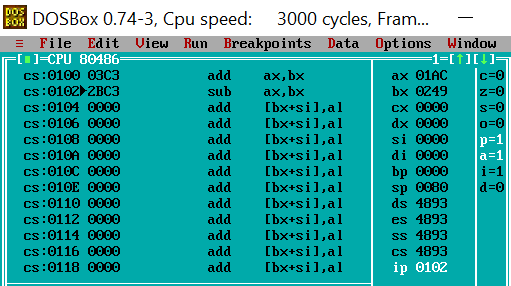 DOSBox 0.74-3, Cpu speed: 3000 cycles, Fram...
≡ File Edit View Run Breakpoints Data Options Window
[■]=CPU 80486 1=[↑][↓]
cs:0100 03C3 add ax,bx ax 01AC c=0
cs:0102▶2BC3 sub ax,bx bx 0249 z=0
cs:0104 0000 add [bx+si],al cx 0000 s=0
cs:0106 0000 add [bx+si],al dx 0000 o=0
cs:0108 0000 add [bx+si],al si 0000 p=1
cs:010A 0000 add [bx+si],al di 0000 a=1
cs:010C 0000 add [bx+si],al bp 0000 i=1
cs:010E 0000 add [bx+si],al sp 0080 d=0
cs:0110 0000 add [bx+si],al ds 4893
cs:0112 0000 add [bx+si],al es 4893
cs:0114 0000 add [bx+si],al ss 4893
cs:0116 0000 add [bx+si],al cs 4893
cs:0118 0000 add [bx+si],al ip 0102